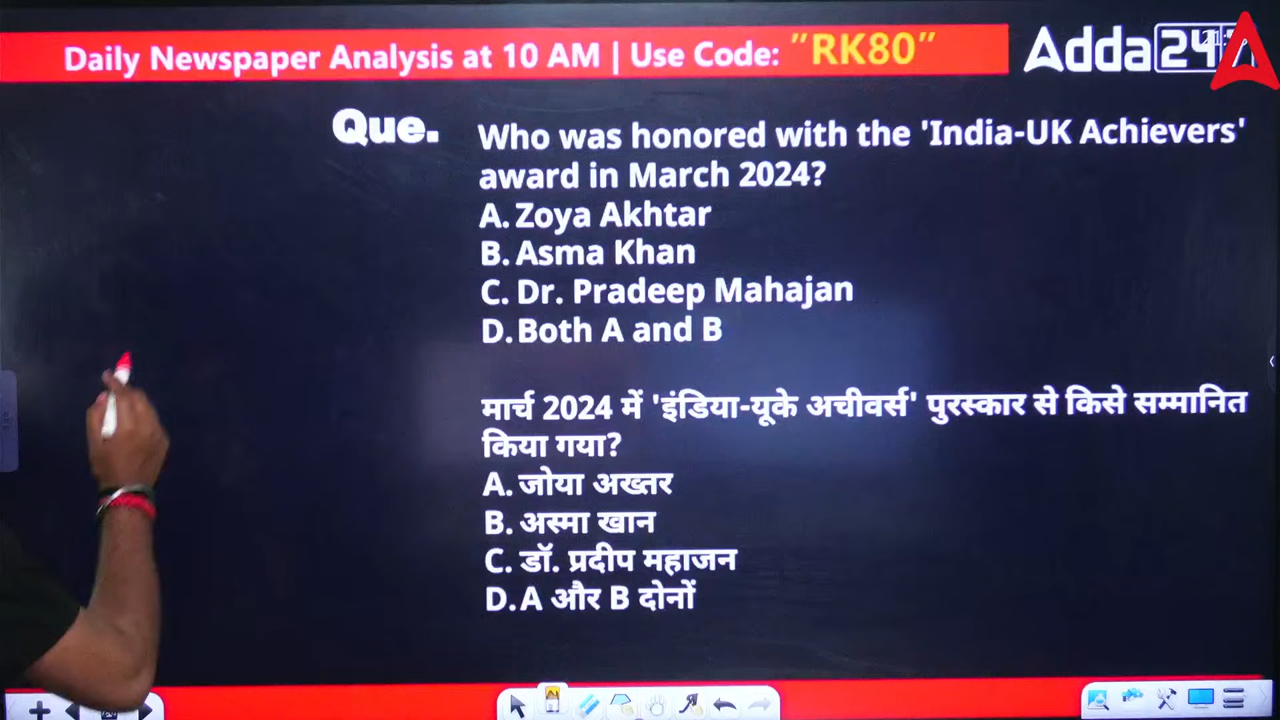 Daily Newspaper Analysis at 10 AM | Use Code: "RK80"
Adda247
Que.
Who was honored with the 'India-UK Achievers'
award in March 2024?
A. Zoya Akhtar
B. Asma Khan
C. Dr. Pradeep Mahajan
D. Both A and B
मार्च 2024 में 'इंडिया-यूके अचीवर्स' पुरस्कार से किसे सम्मानित
किया गया?
A. जोया अख्तर
B. अस्मा खान
C. डॉ. प्रदीप महाजन
D. A और B दोनों